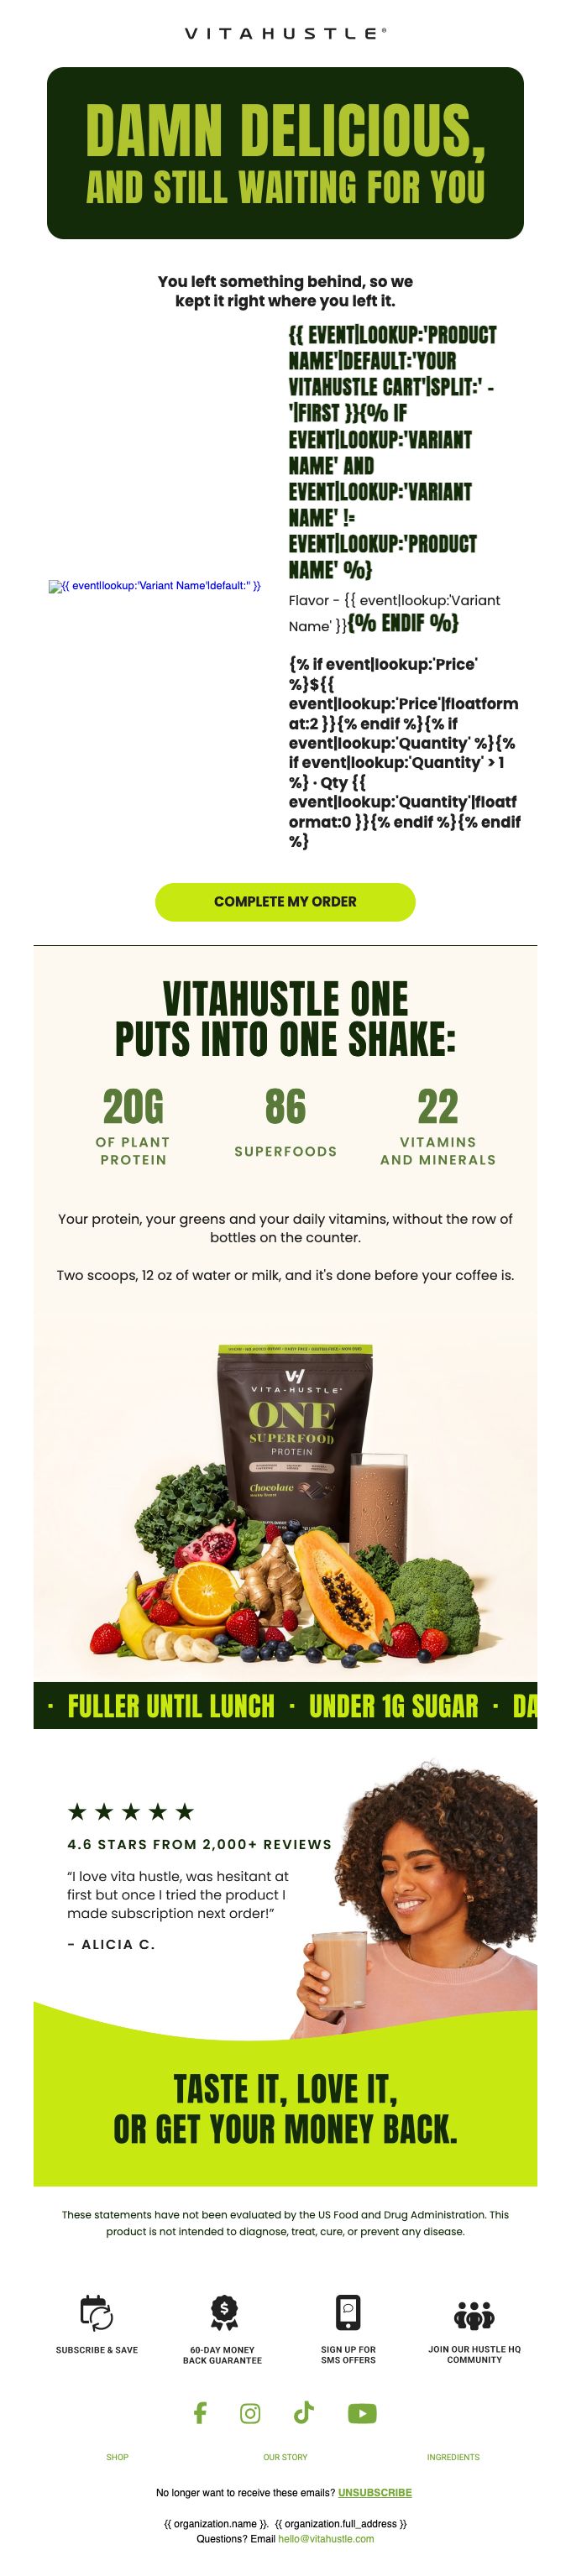 VITAHUSTLE®
DAMN DELICIOUS,
AND STILL WAITING FOR YOU
You left something behind, so we
kept it right where you left it.
{{ EVENT|LOOKUP:'PRODUCT
NAME'|DEFAULT:'YOUR
VITAHUSTLE CART'|SPLIT:' -
'|FIRST }}{% IF
EVENT|LOOKUP:'VARIANT
NAME' AND
EVENT|LOOKUP:'VARIANT
NAME' !=
EVENT|LOOKUP:'PRODUCT
NAME' %}
{{ event|lookup:'Variant Name'|default:'' }}
Flavor - {{ event|lookup:'Variant
Name' }}{% ENDIF %}
{% if event|lookup:'Price'
%}${{
event|lookup:'Price'|floatform
at:2 }}{% endif %}{% if
event|lookup:'Quantity' %}{%
if event|lookup:'Quantity' > 1
%} · Qty {{
event|lookup:'Quantity'|floatf
ormat:0 }}{% endif %}{% endif
%}
COMPLETE MY ORDER
VITAHUSTLE ONE
PUTS INTO ONE SHAKE:
20G
OF PLANT
PROTEIN
86
SUPERFOODS
22
VITAMINS
AND MINERALS
Your protein, your greens and your daily vitamins, without the row of
bottles on the counter.
Two scoops, 12 oz of water or milk, and it's done before your coffee is.
VITA-HUSTLE
ONE
SUPERFOOD
PROTEIN
Chocolate
· FULLER UNTIL LUNCH · UNDER 1G SUGAR · DA
★ ★ ★ ★ ★
4.6 STARS FROM 2,000+ REVIEWS
“I love vita hustle, was hesitant at
first but once I tried the product I
made subscription next order!”
- ALICIA C.
TASTE IT, LOVE IT,
OR GET YOUR MONEY BACK.
These statements have not been evaluated by the US Food and Drug Administration. This
product is not intended to diagnose, treat, cure, or prevent any disease.
SUBSCRIBE & SAVE
60-DAY MONEY
BACK GUARANTEE
SIGN UP FOR
SMS OFFERS
JOIN OUR HUSTLE HQ
COMMUNITY
SHOP
OUR STORY
INGREDIENTS
No longer want to receive these emails? UNSUBSCRIBE
{{ organization.name }}. {{ organization.full_address }}
Questions? Email hello@vitahustle.com